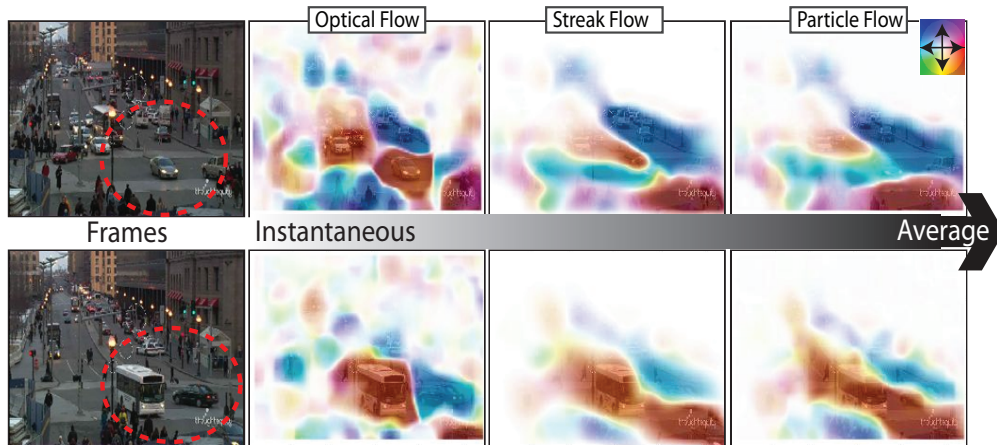 Optical Flow
Streak Flow
Particle Flow
Frames
Instantaneous
Average